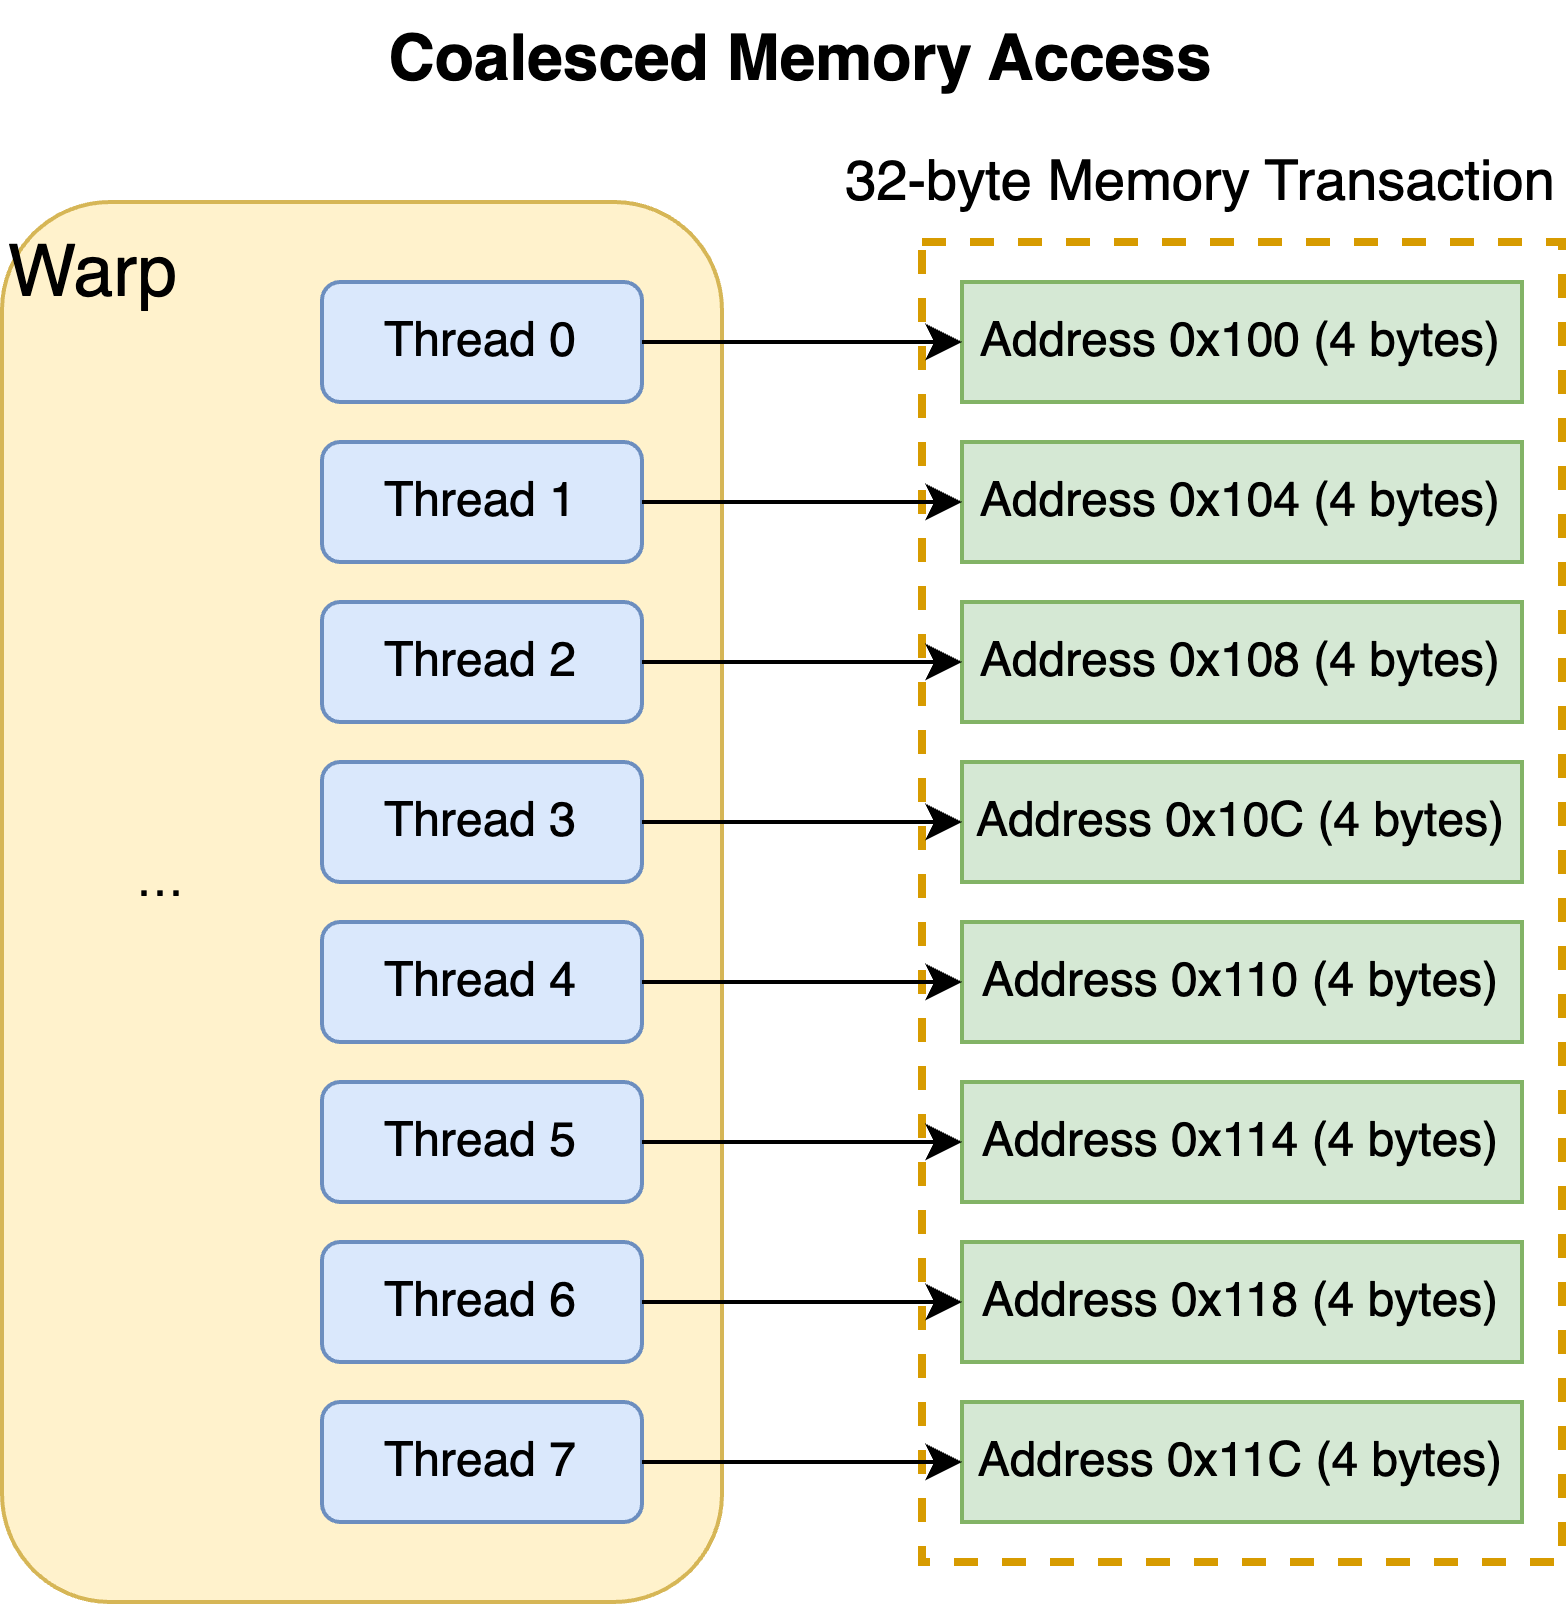 Coalesced Memory Access
32-byte Memory Transaction
Warp
Thread 0
Address 0x100 (4 bytes)
Thread 1
Address 0x104 (4 bytes)
Thread 2
Address 0x108 (4 bytes)
Thread 3
Address 0x10C (4 bytes)
...
Thread 4
Address 0x110 (4 bytes)
Thread 5
Address 0x114 (4 bytes)
Thread 6
Address 0x118 (4 bytes)
Thread 7
Address 0x11C (4 bytes)